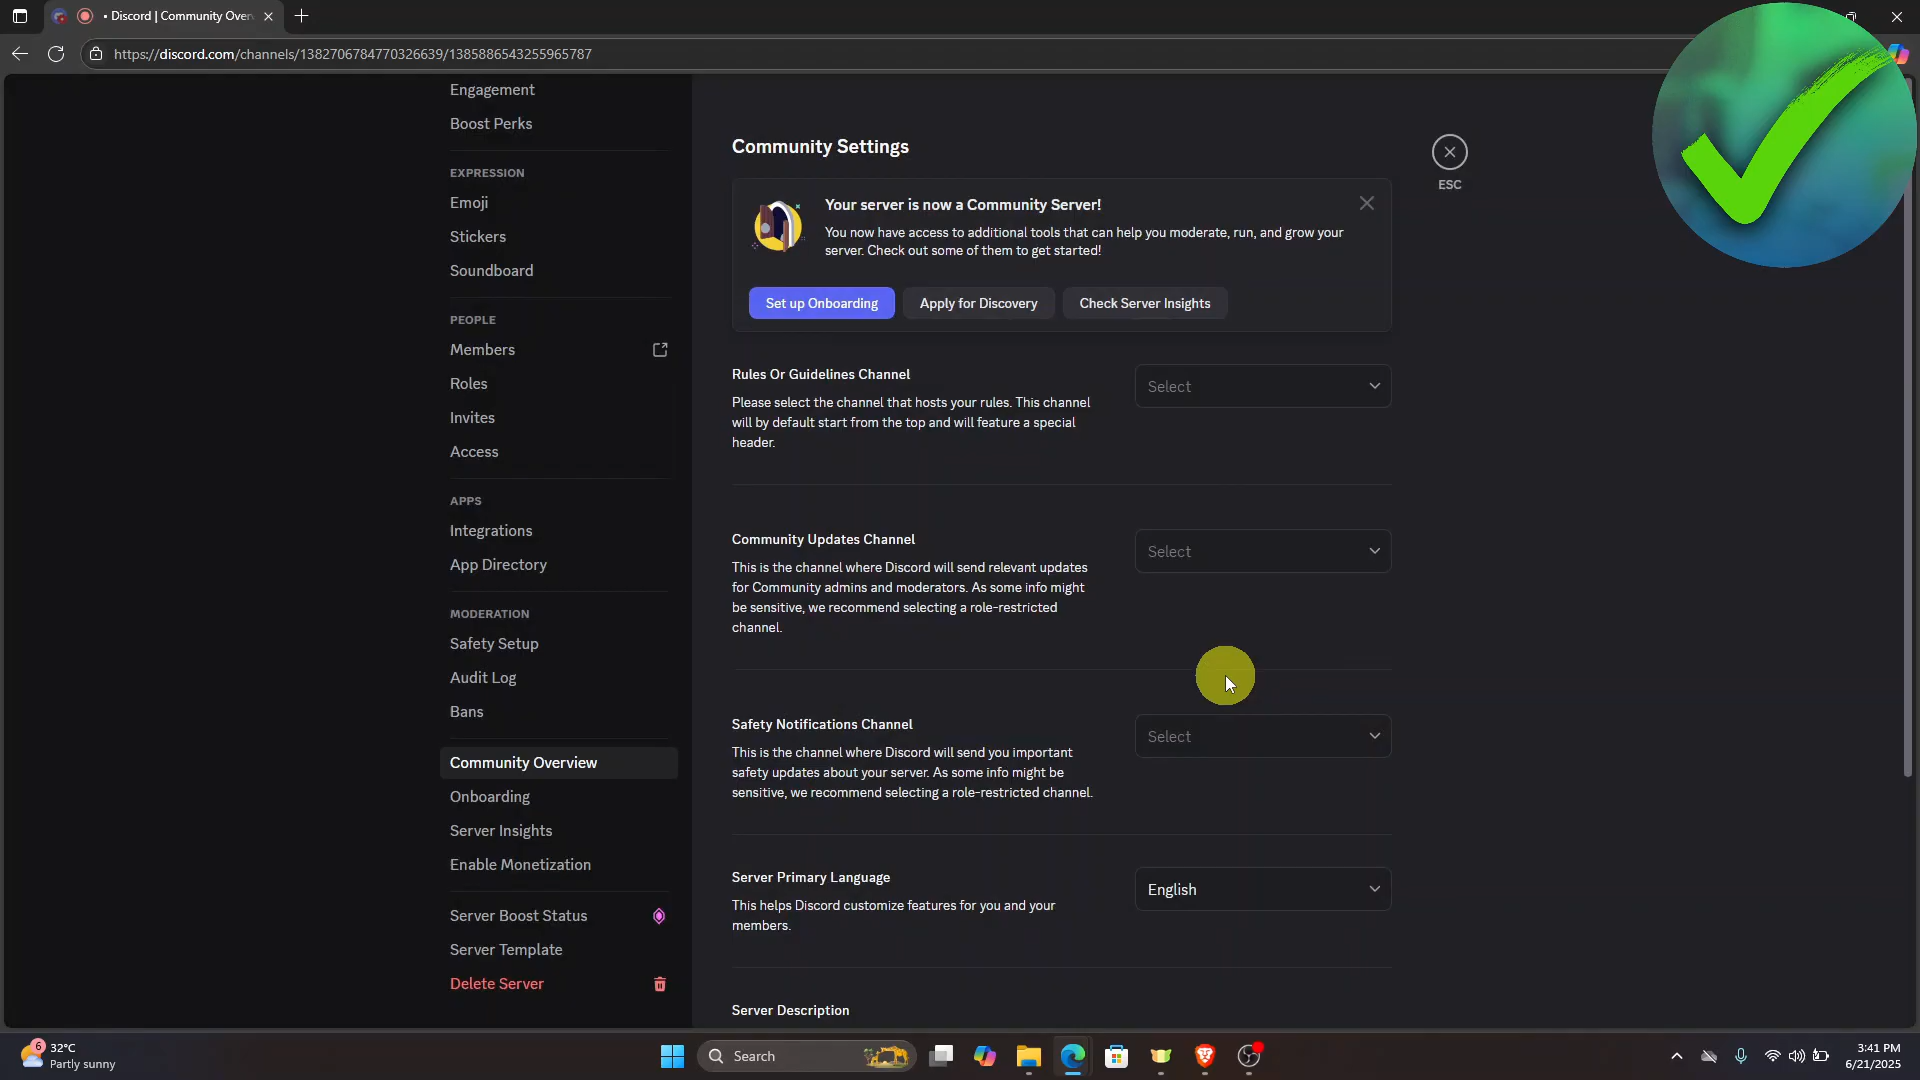 • Discord | Community Over
https://discord.com/channels/1382706784770326639/1385886543255965787
Engagement
Boost Perks
EXPRESSION
Emoji
Stickers
Soundboard
PEOPLE
Members
Roles
Invites
Access
APPS
Integrations
App Directory
MODERATION
Safety Setup
Audit Log
Bans
Community Overview
Onboarding
Server Insights
Enable Monetization
Server Boost Status
Server Template
Delete Server
Community Settings
ESC
Your server is now a Community Server!
You now have access to additional tools that can help you moderate, run, and grow your
server. Check out some of them to get started!
Set up Onboarding
Apply for Discovery
Check Server Insights
Rules Or Guidelines Channel
Please select the channel that hosts your rules. This channel
will by default start from the top and will feature a special
header.
Select
Community Updates Channel
This is the channel where Discord will send relevant updates
for Community admins and moderators. As some info might
be sensitive, we recommend selecting a role-restricted
channel.
Select
Safety Notifications Channel
This is the channel where Discord will send you important
safety updates about your server. As some info might be
sensitive, we recommend selecting a role-restricted channel.
Select
Server Primary Language
This helps Discord customize features for you and your
members.
English
Server Description
6
32°C
Partly sunny
Search
3:41 PM
6/21/2025